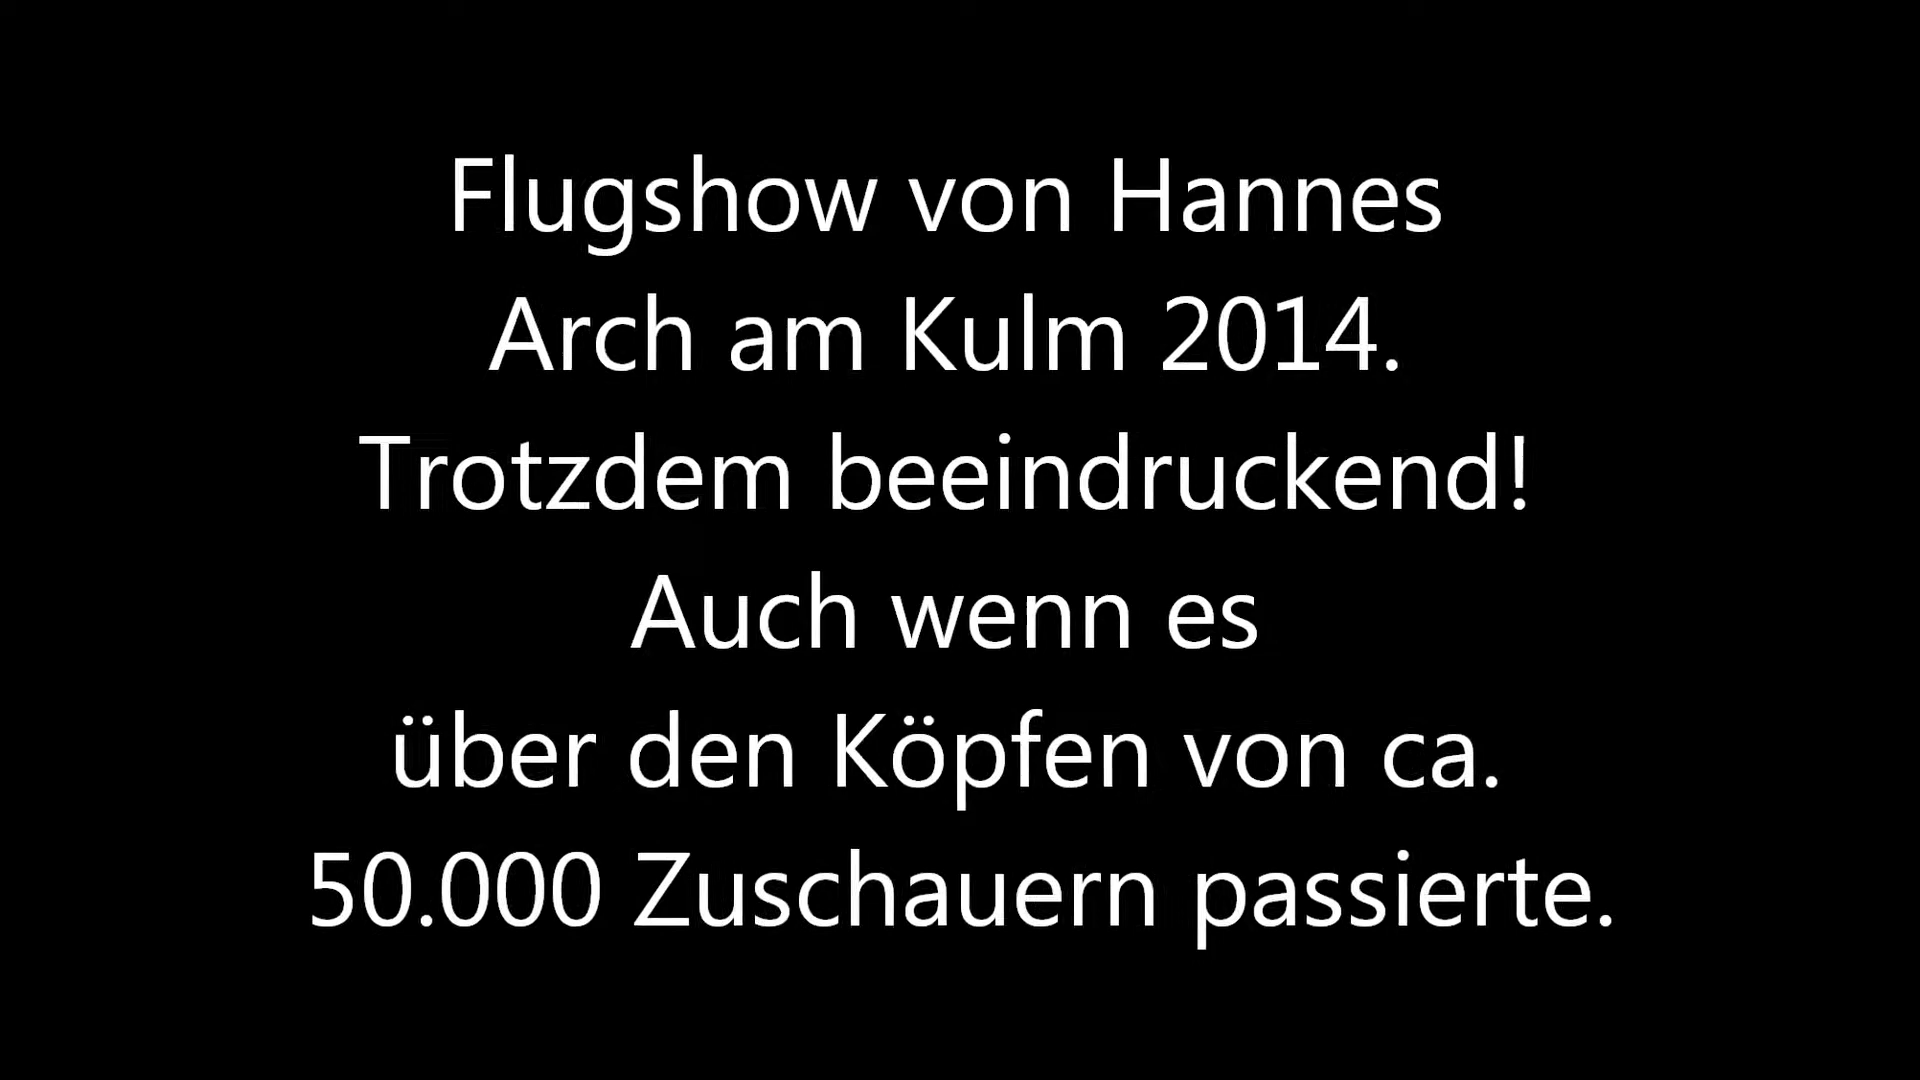 Flugshow von Hannes
Arch am Kulm 2014.
Trotzdem beeindruckend!
Auch wenn es
über den Köpfen von ca.
50.000 Zuschauern passierte.